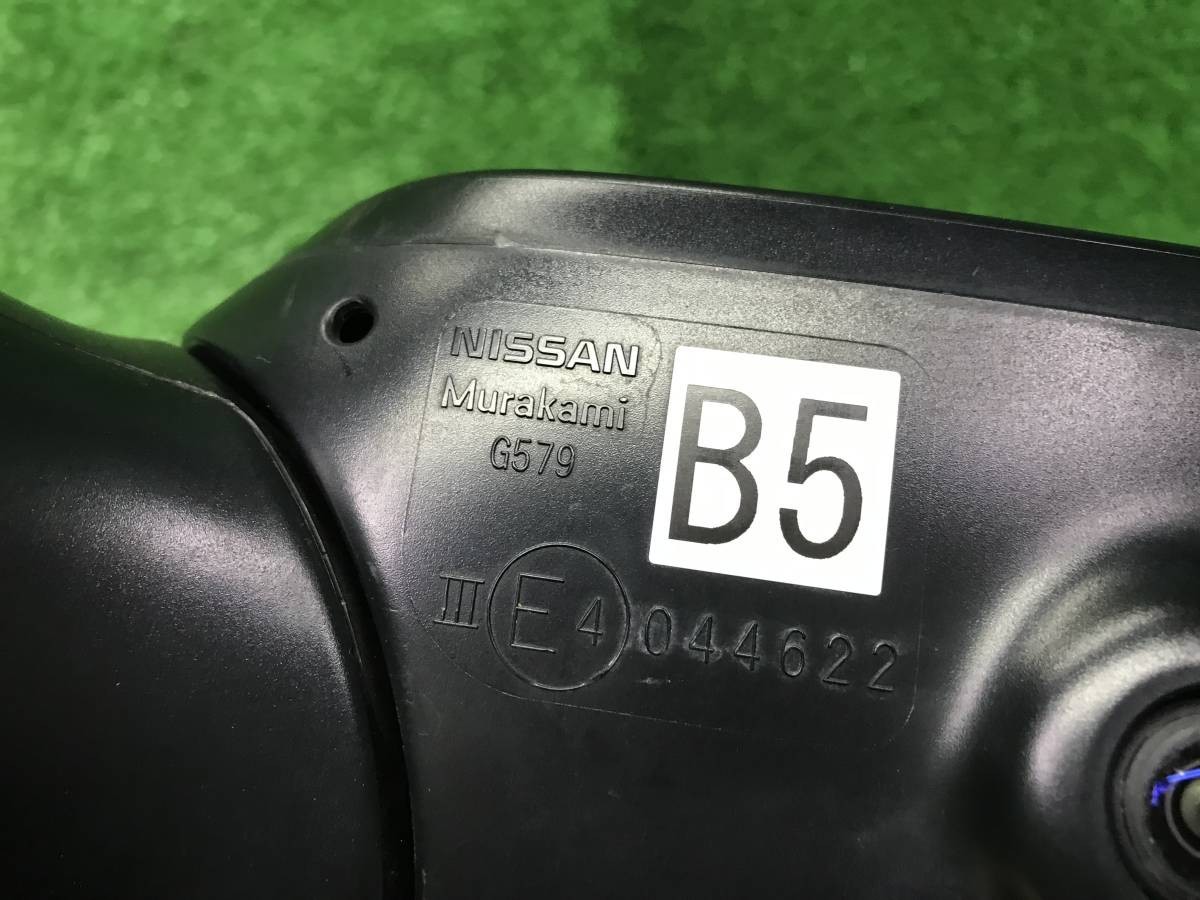 NISSAN
Murakami
G579
B5
III E4 044622